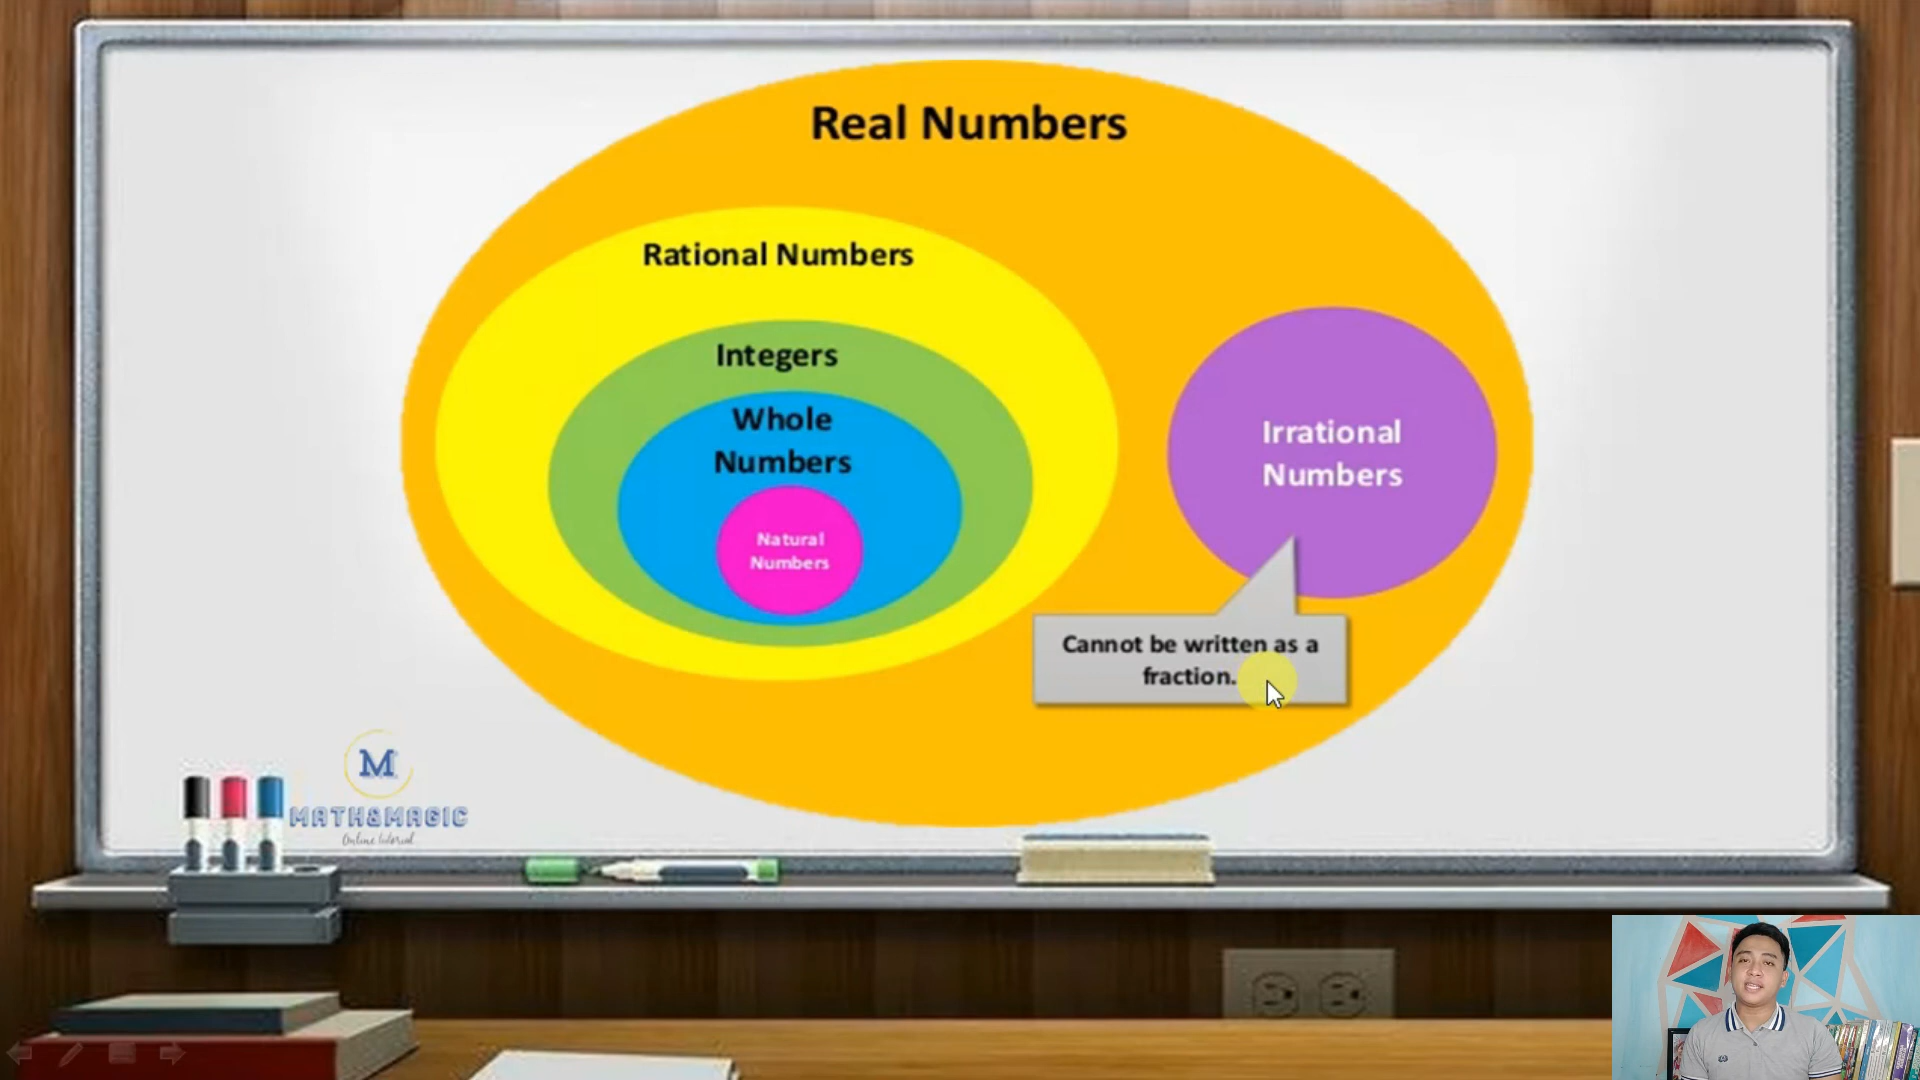 Real Numbers
Rational Numbers
Integers
Whole
Numbers
Natural
Numbers
Irrational
Numbers
Cannot be written as a
fraction.
M
MATH&MAGIC
Online Tutorial